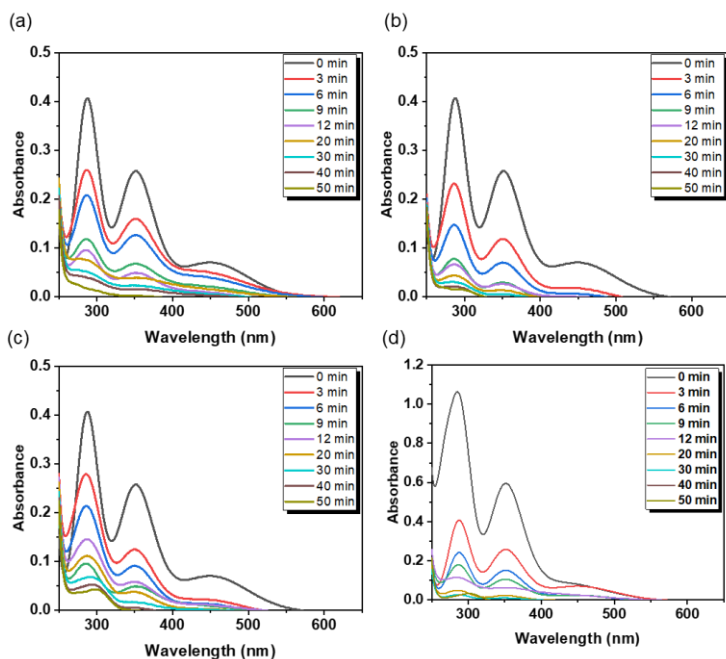 (a)
0.5
0.4
0.3
0.2
0.1
0.0
Absorbance
300
400
500
600
Wavelength (nm)
0 min
3 min
6 min
9 min
12 min
20 min
30 min
40 min
50 min
(b)
0.5
0.4
0.3
0.2
0.1
0.0
Absorbance
300
400
500
600
Wavelength (nm)
0 min
3 min
6 min
9 min
12 min
20 min
30 min
40 min
50 min
(c)
0.5
0.4
0.3
0.2
0.1
0.0
Absorbance
300
400
500
600
Wavelength (nm)
0 min
3 min
6 min
9 min
12 min
20 min
30 min
40 min
50 min
(d)
1.2
1.0
0.8
0.6
0.4
0.2
0.0
Absorbance
300
400
500
600
Wavelength (nm)
0 min
3 min
6 min
9 min
12 min
20 min
30 min
40 min
50 min